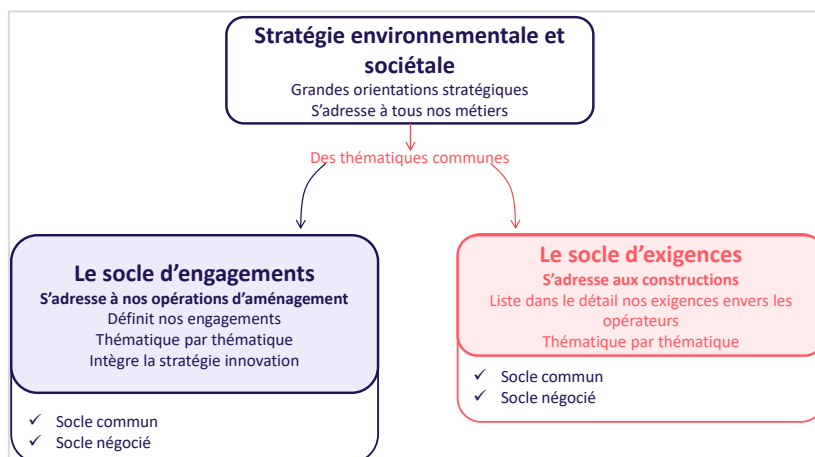 Stratégie environnementale et
sociétale
Grandes orientations stratégiques
S'adresse à tous nos métiers
Des thématiques communes
Le socle d'engagements
S'adresse à nos opérations d'aménagement
Définit nos engagements
Thématique par thématique
Intègre la stratégie innovation
✓ Socle commun
✓ Socle négocié
Le socle d'exigences
S'adresse aux constructions
Liste dans le détail nos exigences envers les
opérateurs
Thématique par thématique
✓ Socle commun
✓ Socle négocié